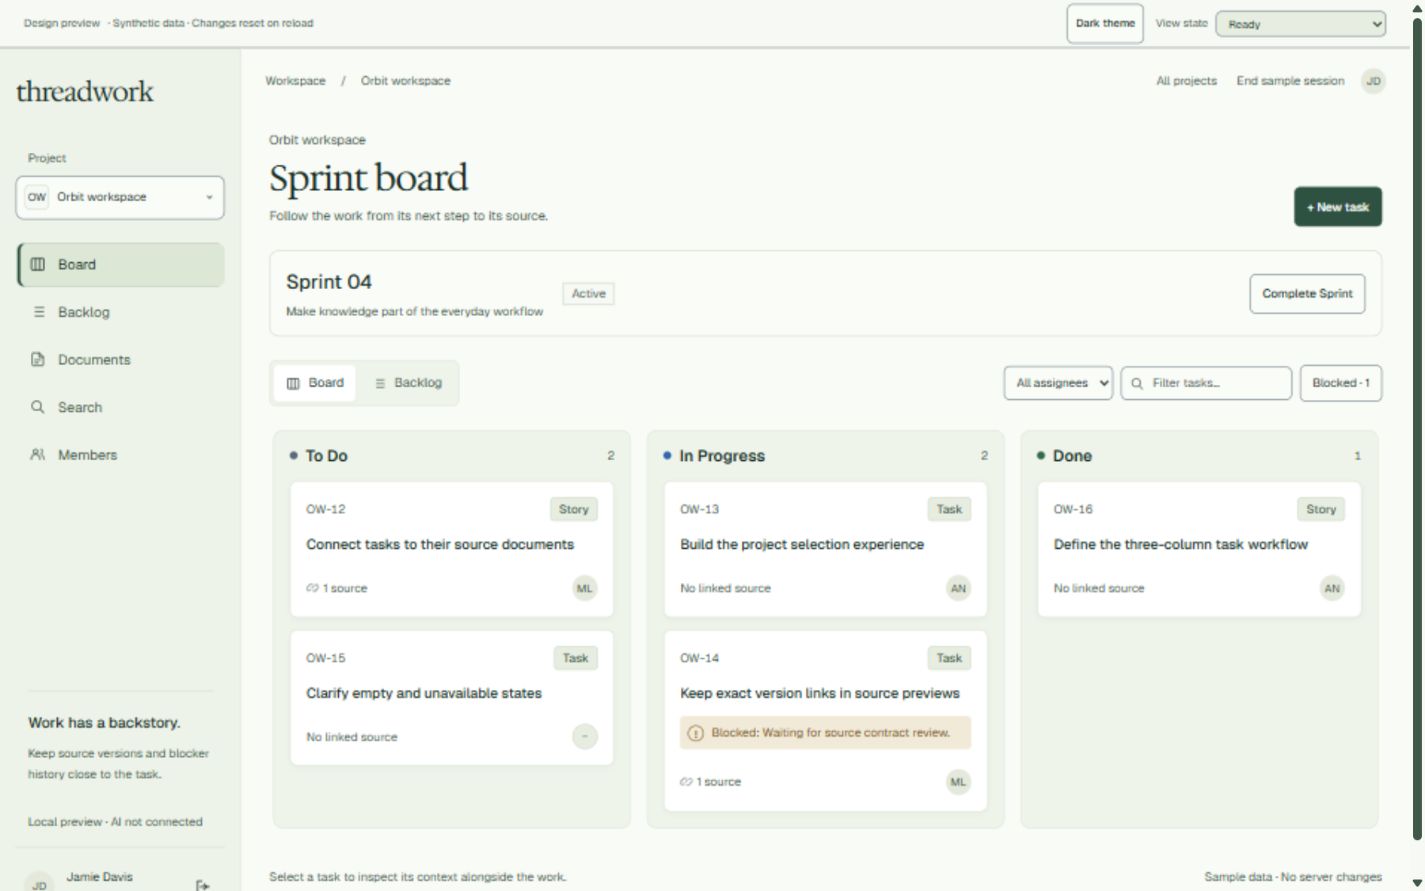 Design preview · Synthetic data · Changes reset on reload
Dark theme
View state
Ready
threadwork
Project
OW Orbit workspace
Board
Backlog
Documents
Search
Members
Work has a backstory.
Keep source versions and blocker
history close to the task.
Local preview · AI not connected
JD Jamie Davis
Workspace / Orbit workspace
All projects
End sample session
JD
Orbit workspace
Sprint board
Follow the work from its next step to its source.
+ New task
Sprint 04
Make knowledge part of the everyday workflow
Active
Complete Sprint
Board
Backlog
All assignees
Filter tasks...
Blocked · 1
To Do 2
OW-12 Story
Connect tasks to their source documents
1 source ML
OW-15 Task
Clarify empty and unavailable states
No linked source –
In Progress 2
OW-13 Task
Build the project selection experience
No linked source AN
OW-14 Task
Keep exact version links in source previews
Blocked: Waiting for source contract review.
1 source ML
Done 1
OW-16 Story
Define the three-column task workflow
No linked source AN
Select a task to inspect its context alongside the work.
Sample data · No server changes